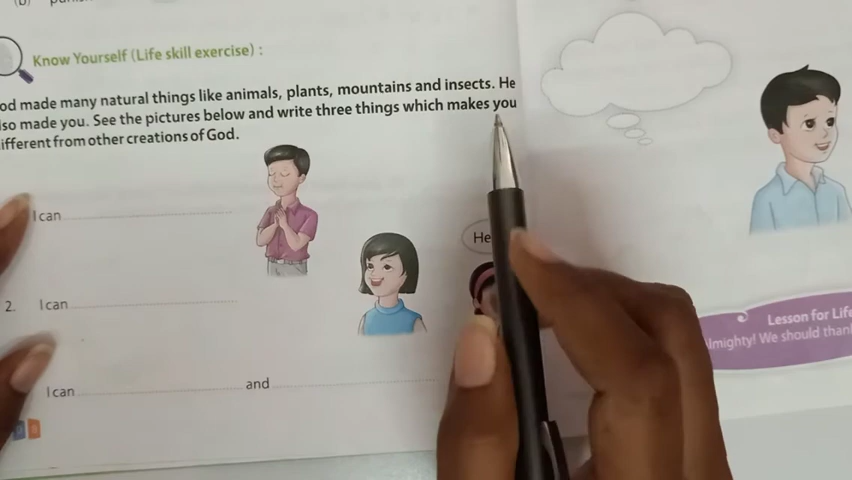 (b)
Know Yourself (Life skill exercise) :
od made many natural things like animals, plants, mountains and insects. He
lso made you. See the pictures below and write three things which makes you
ifferent from other creations of God.
I can
He
2. I can
Lesson for Life
lmighty! We should than
I can and